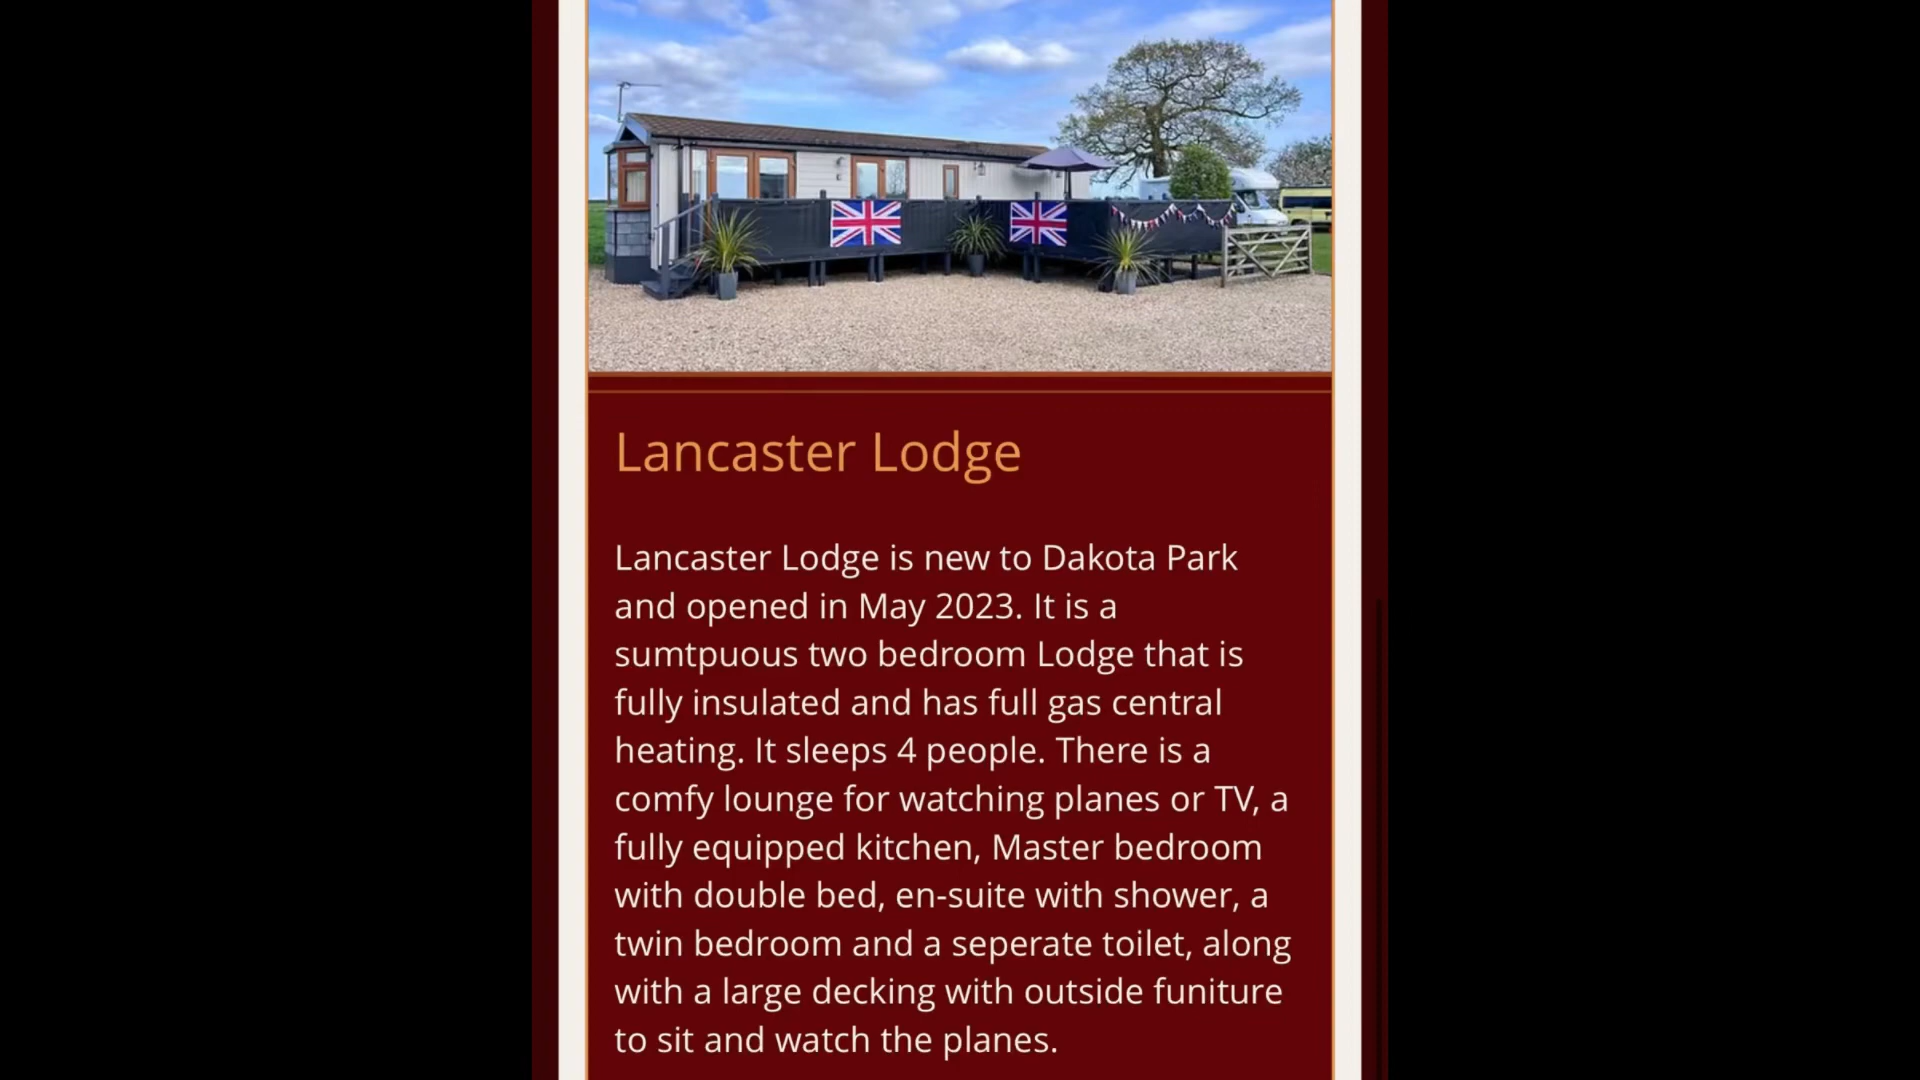 Lancaster Lodge
Lancaster Lodge is new to Dakota Park
and opened in May 2023. It is a
sumtpuous two bedroom Lodge that is
fully insulated and has full gas central
heating. It sleeps 4 people. There is a
comfy lounge for watching planes or TV, a
fully equipped kitchen, Master bedroom
with double bed, en-suite with shower, a
twin bedroom and a seperate toilet, along
with a large decking with outside funiture
to sit and watch the planes.